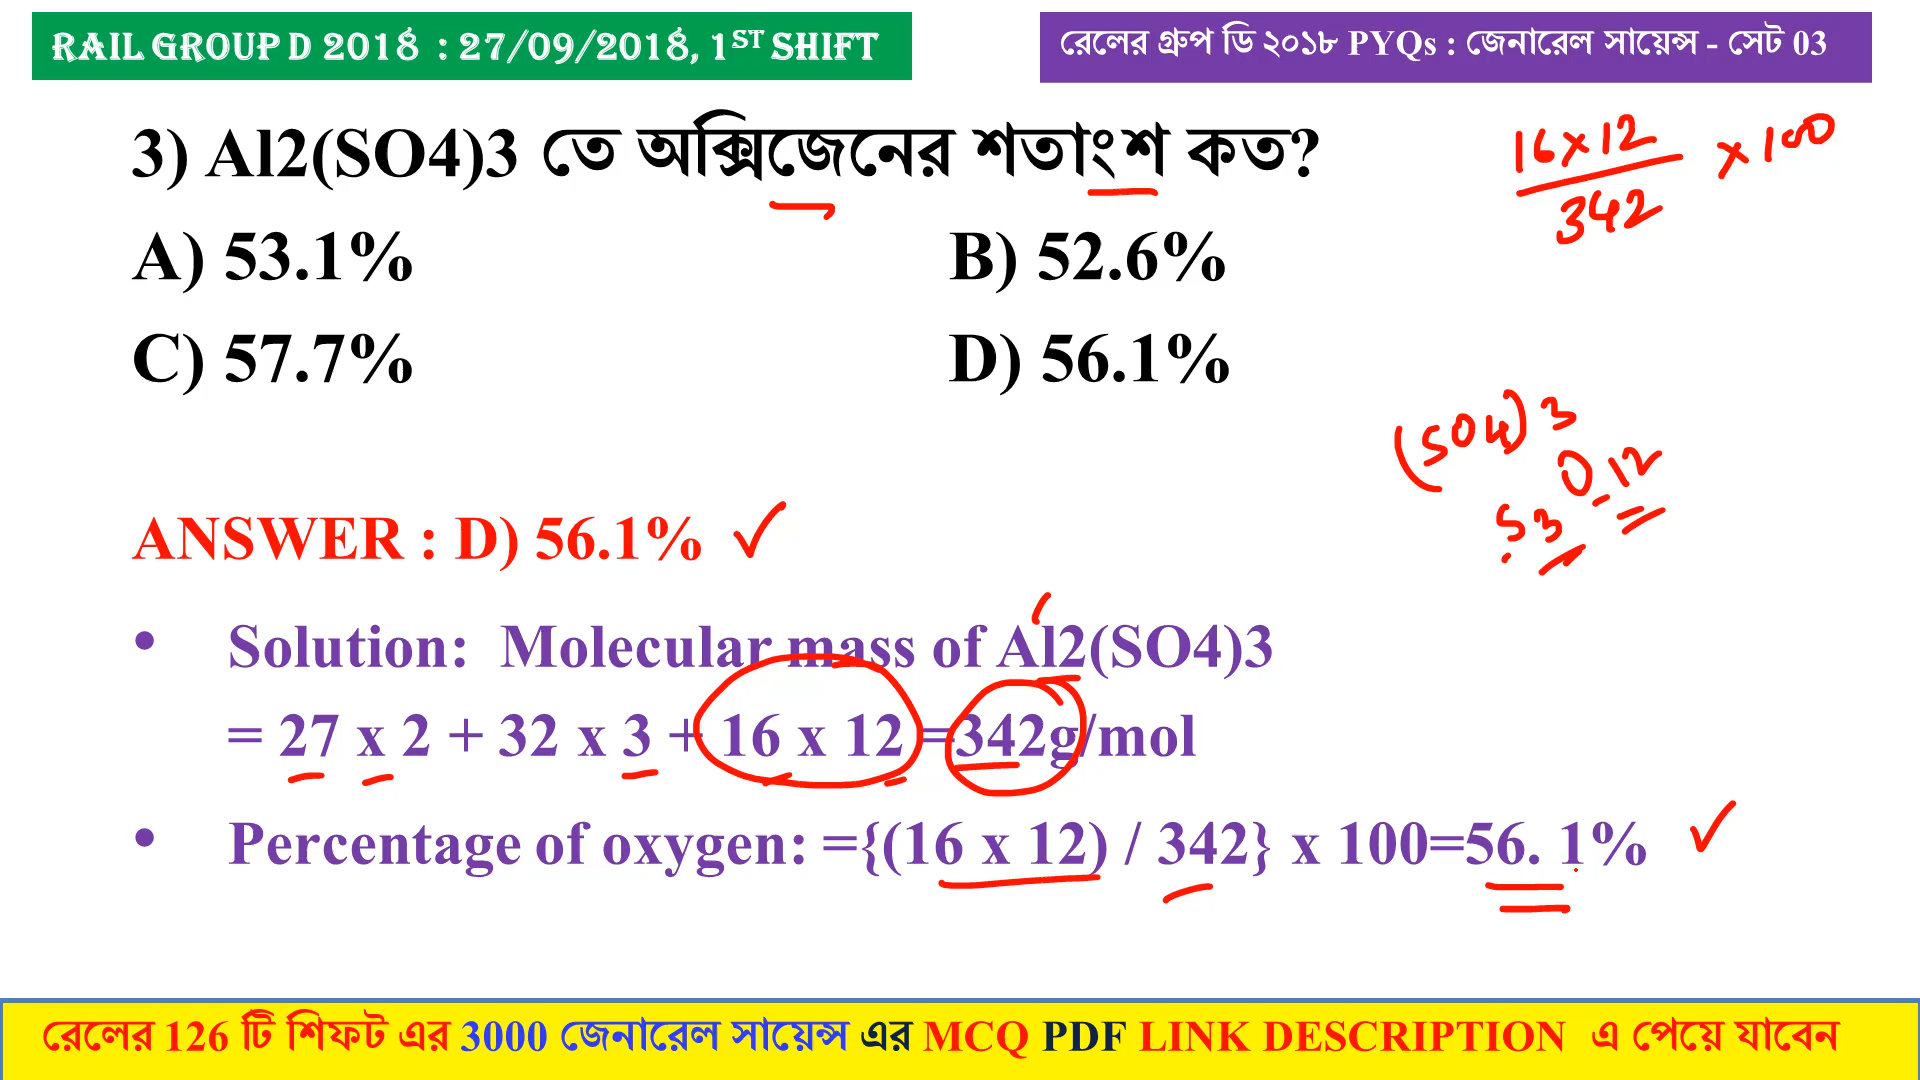 RAIL GROUP D 2018 : 27/09/2018, 1ST SHIFT
রেলের গ্রুপ ডি ২০১৮ PYQs : জেনারেল সায়েন্স - সেট 03
3) Al2(SO4)3 তে অক্সিজেনের শতাংশ কত?
16x12
x 100
342
A) 53.1%
B) 52.6%
C) 57.7%
D) 56.1%
(SO4)3
O-12
S3
ANSWER : D) 56.1% ✓
• Solution: Molecular mass of Al2(SO4)3
= 27 x 2 + 32 x 3 + 16 x 12 =342g/mol
• Percentage of oxygen: ={(16 x 12) / 342} x 100=56. 1% ✓
রেলের 126 টি শিফট এর 3000 জেনারেল সায়েন্স এর MCQ PDF LINK DESCRIPTION এ পেয়ে যাবেন